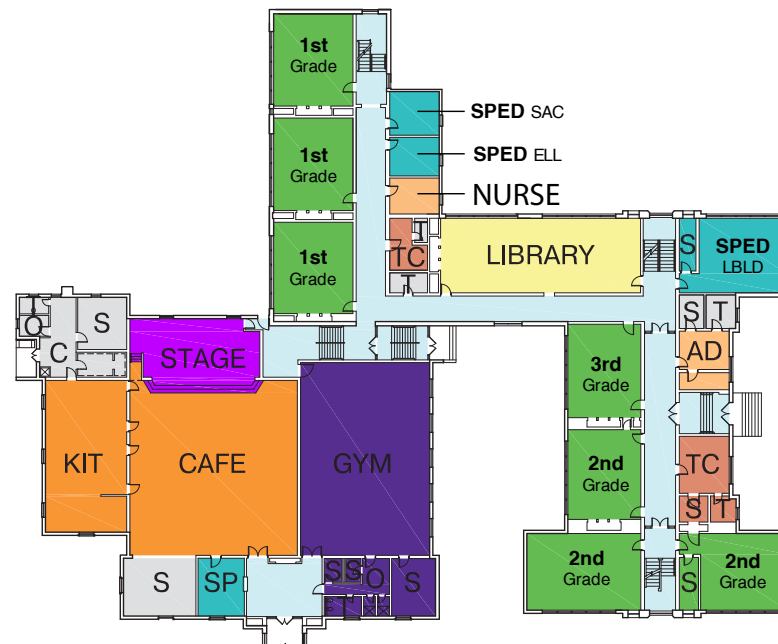 1st
Grade
SPED SAC
1st
Grade
SPED ELL
NURSE
1st
Grade
T
TC
T
LIBRARY
S
SPED
LBLD
T
O
S
C
STAGE
S
T
3rd
Grade
AD
KIT
CAFE
GYM
2nd
Grade
TC
S
T
S
SP
S
S
O
S
T
2nd
Grade
S
2nd
Grade